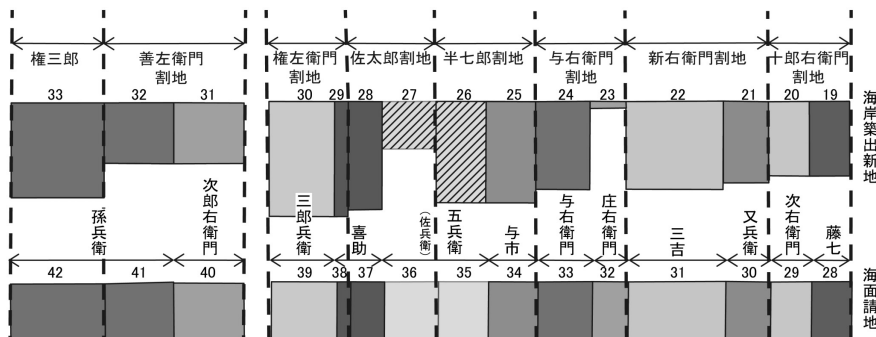 権三郎
善左衛門
割地
権左衛門
割地
佐太郎割地
半七郎割地
与右衛門
割地
新右衛門割地
十郎右衛門
割地
33
32
31
30
29
28
27
26
25
24
23
22
21
20
19
海岸築出新地
孫兵衛
次郎右衛門
三郎兵衛
喜助
(佐兵衛)
五兵衛
与市
与右衛門
庄右衛門
三吉
又兵衛
次右衛門
藤七
42
41
40
39
38
37
36
35
34
33
32
31
30
29
28
海面請地